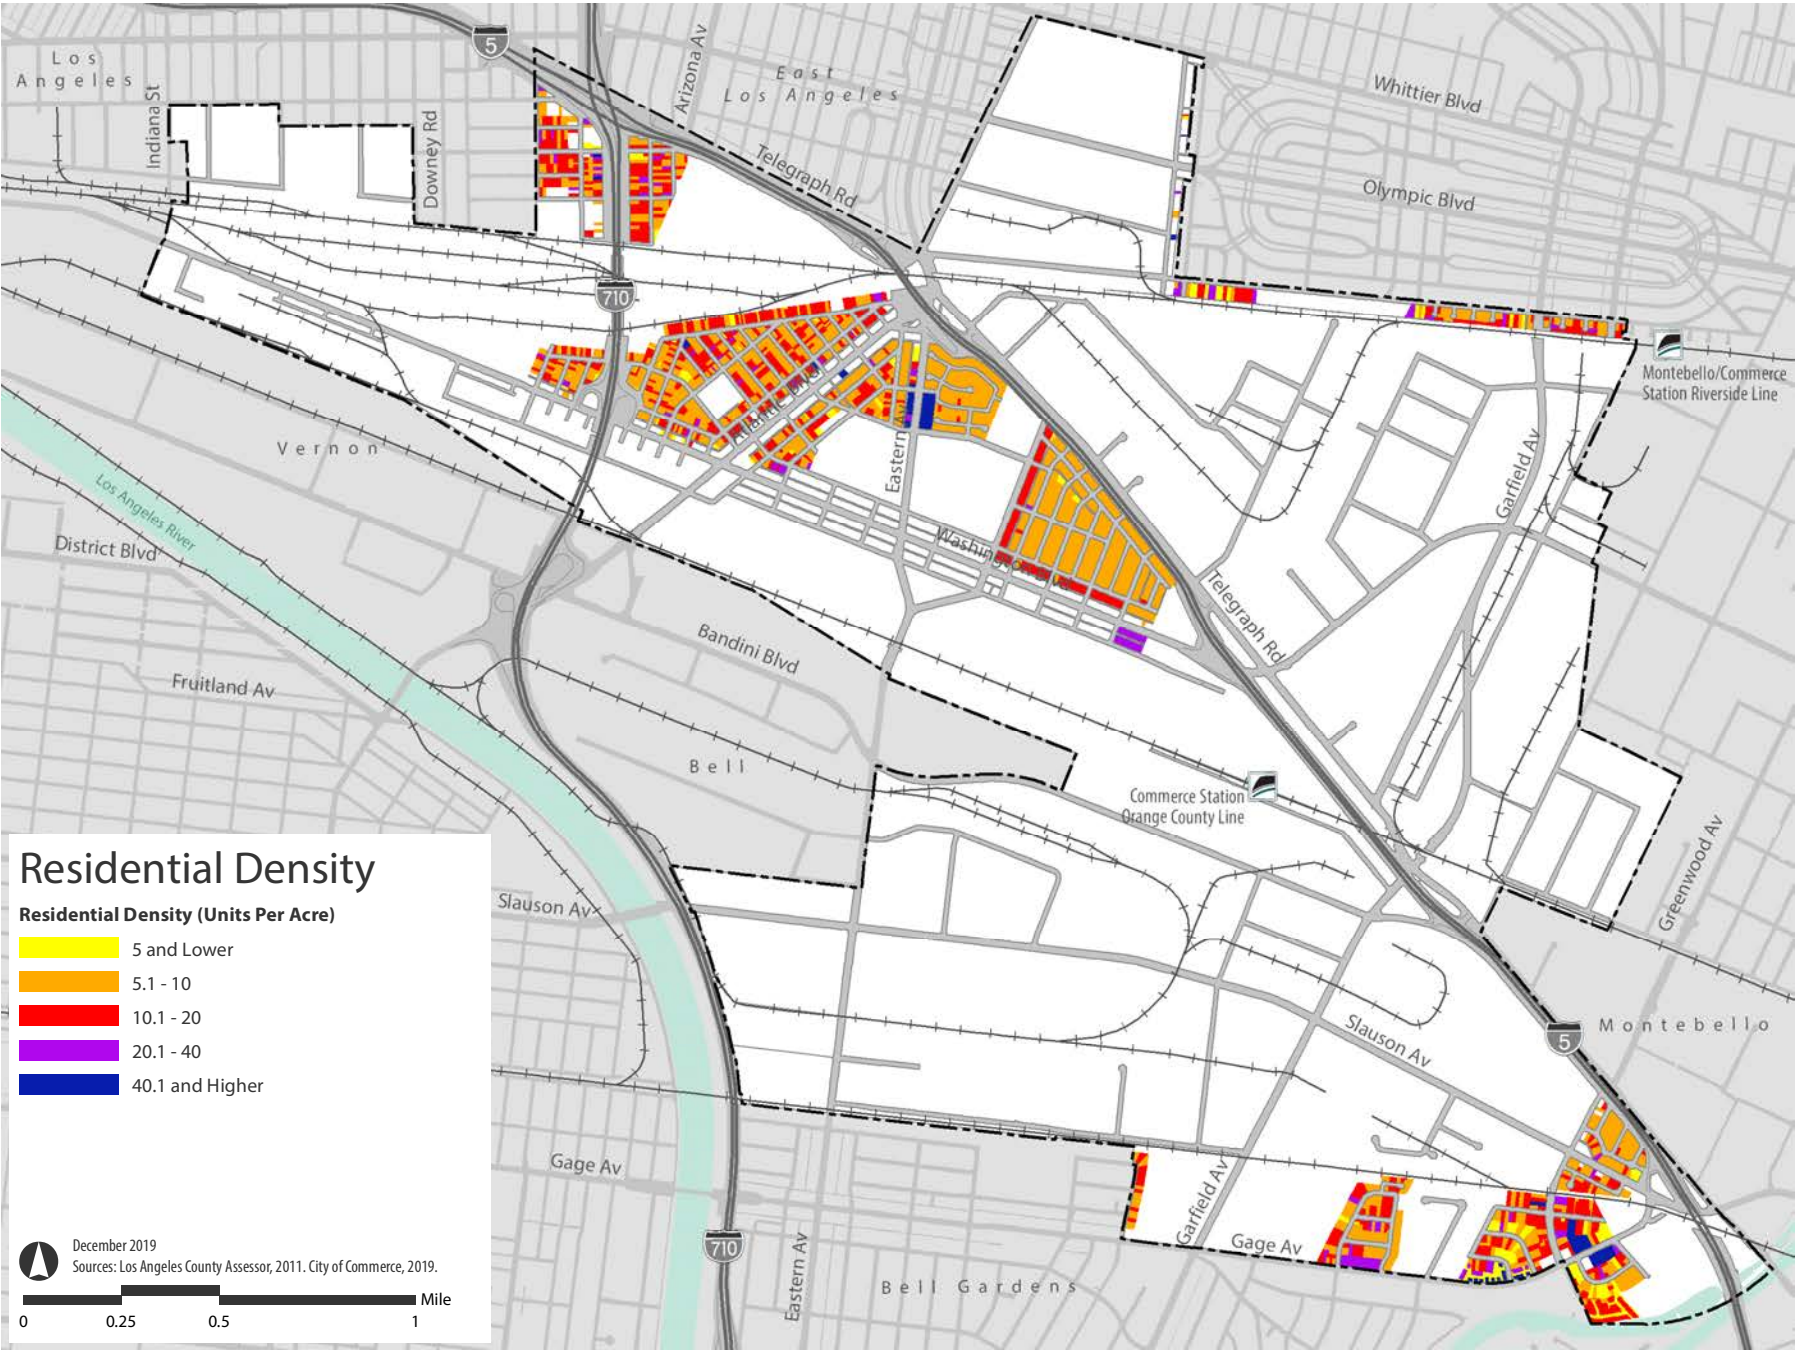 5
Los
Angeles
Indiana St
Downey Rd
Arizona Av
East
Los Angeles
Telegraph Rd
Whittier Blvd
Olympic Blvd
710
Montebello/Commerce
Station Riverside Line
Atlantic Blvd
Eastern Av
Garfield Av
Vernon
Los Angeles River
District Blvd
Washington Blvd
Telegraph Rd
Bandini Blvd
Fruitland Av
Bell
Commerce Station
Orange County Line
Greenwood Av
Slauson Av
Montebello
5
Slauson Av
Gage Av
Garfield Av
Gage Av
710
Eastern Av
Bell Gardens
Residential Density
Residential Density (Units Per Acre)
5 and Lower
5.1 - 10
10.1 - 20
20.1 - 40
40.1 and Higher
December 2019
Sources: Los Angeles County Assessor, 2011. City of Commerce, 2019.
Mile
0 0.25 0.5 1